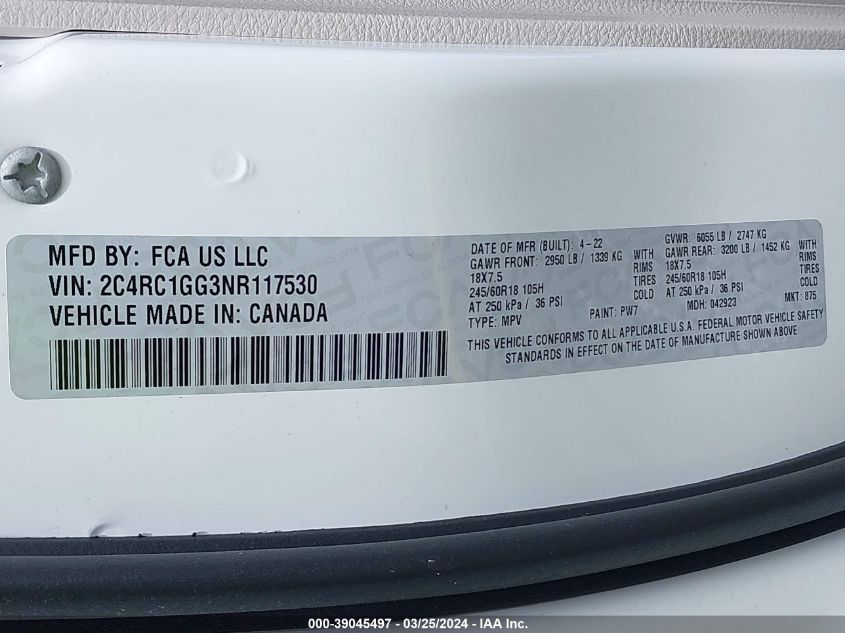 MFD BY: FCA US LLC
VIN: 2C4RC1GG3NR117530
VEHICLE MADE IN: CANADA
DATE OF MFR (BUILT): 4-22
GVWR: 6055 LB / 2747 KG
GAWR FRONT: 2950 LB / 1339 KG WITH
GAWR REAR: 3200 LB / 1452 KG WITH
18X7.5 RIMS
18X7.5 RIMS
245/60R18 105H TIRES
245/60R18 105H TIRES
AT 250 kPa / 36 PSI COLD
AT 250 kPa / 36 PSI COLD
TYPE: MPV PAINT: PW7 MDH: 042923 MKT: 875
THIS VEHICLE CONFORMS TO ALL APPLICABLE U.S.A. FEDERAL MOTOR VEHICLE SAFETY
STANDARDS IN EFFECT ON THE DATE OF MANUFACTURE SHOWN ABOVE.
000-39045497 - 03/25/2024 - IAA Inc.